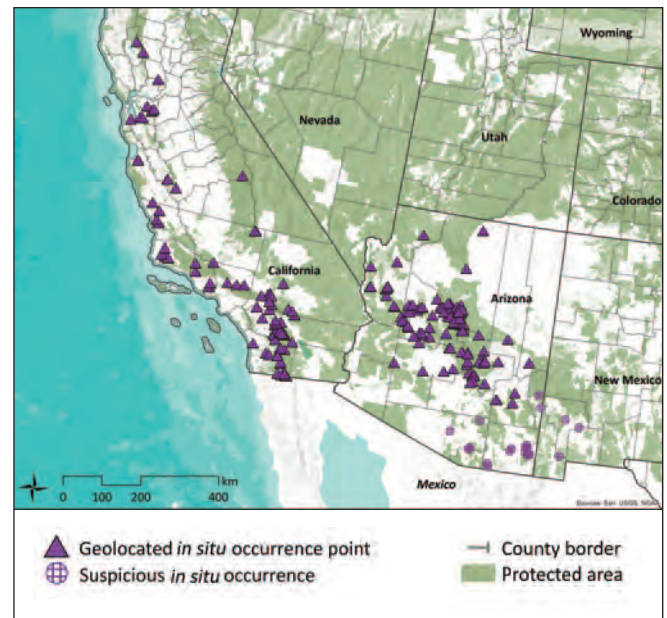 Wyoming
Nevada
Utah
Colorado
California
Arizona
New Mexico
Mexico
km
0 100 200 400
Sources: Esri, USGS, NOAA
Geolocated in situ occurrence point
Suspicious in situ occurrence
County border
Protected area